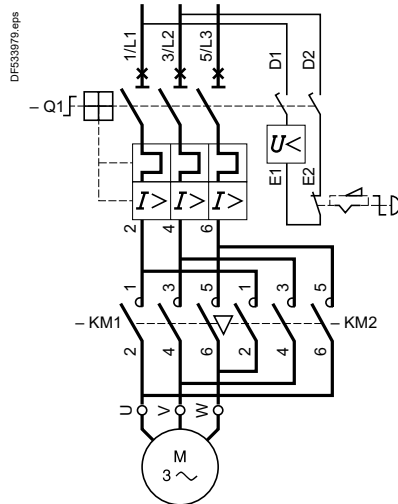 DF533979.eps
1/L1 3/L2 5/L3 D1 D2
– Q1
U<
E1 E2
I> I> I>
2 4 6
1 3 5 1 3 5
– KM1 – KM2
2 4 6 2 4 6
U V W
M
3 ~